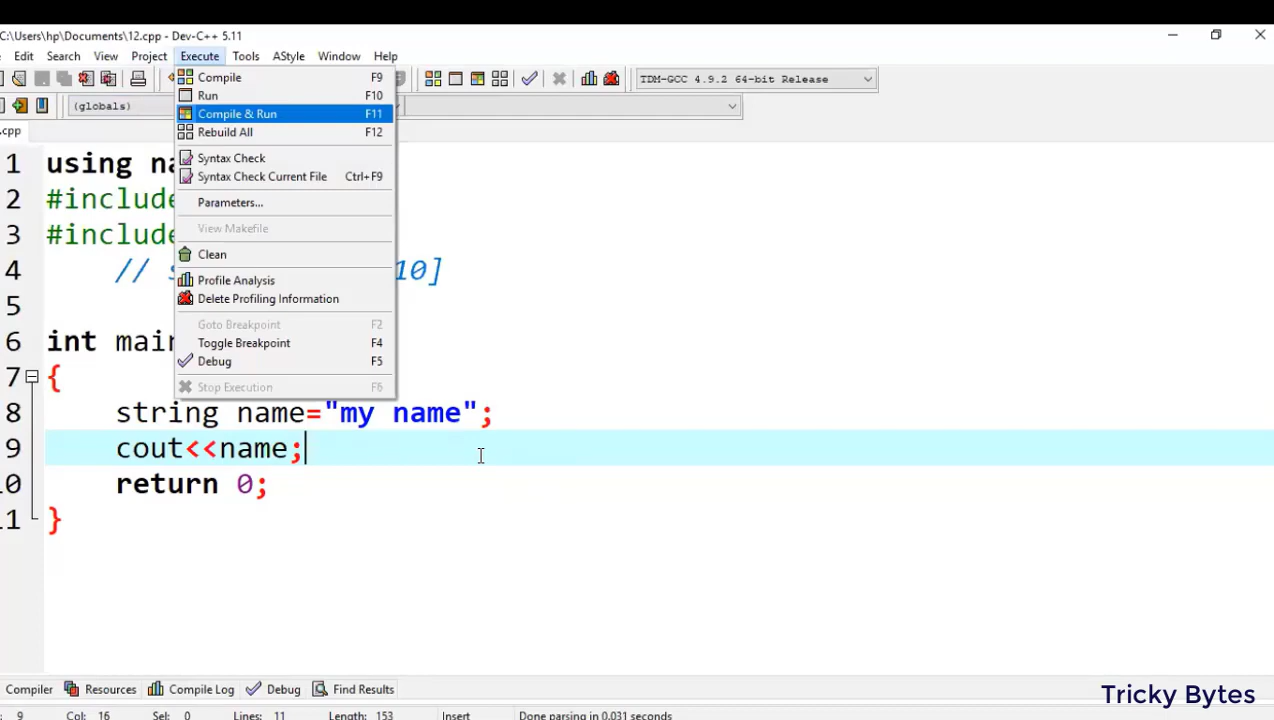 C:\Users\hp\Documents\12.cpp - Dev-C++ 5.11
Edit Search View Project Execute Tools AStyle Window Help
Compile F9
TDM-GCC 4.9.2 64-bit Release
Run F10
(globals)
Compile & Run F11
.cpp
Rebuild All F12
Syntax Check
1 using na
Syntax Check Current File Ctrl+F9
2 #include
Parameters...
View Makefile
3 #include
Clean
4 // s 10]
Profile Analysis
Delete Profiling Information
5
Goto Breakpoint F2
6 int main
Toggle Breakpoint F4
Debug F5
7 {
Stop Execution F6
8 string name="my name";
9 cout<<name;
10 return 0;
11 }
Compiler Resources Compile Log Debug Find Results
Tricky Bytes
: 9 Col: 16 Sel: 0 Lines: 11 Length: 153 Insert Done parsing in 0.031 seconds